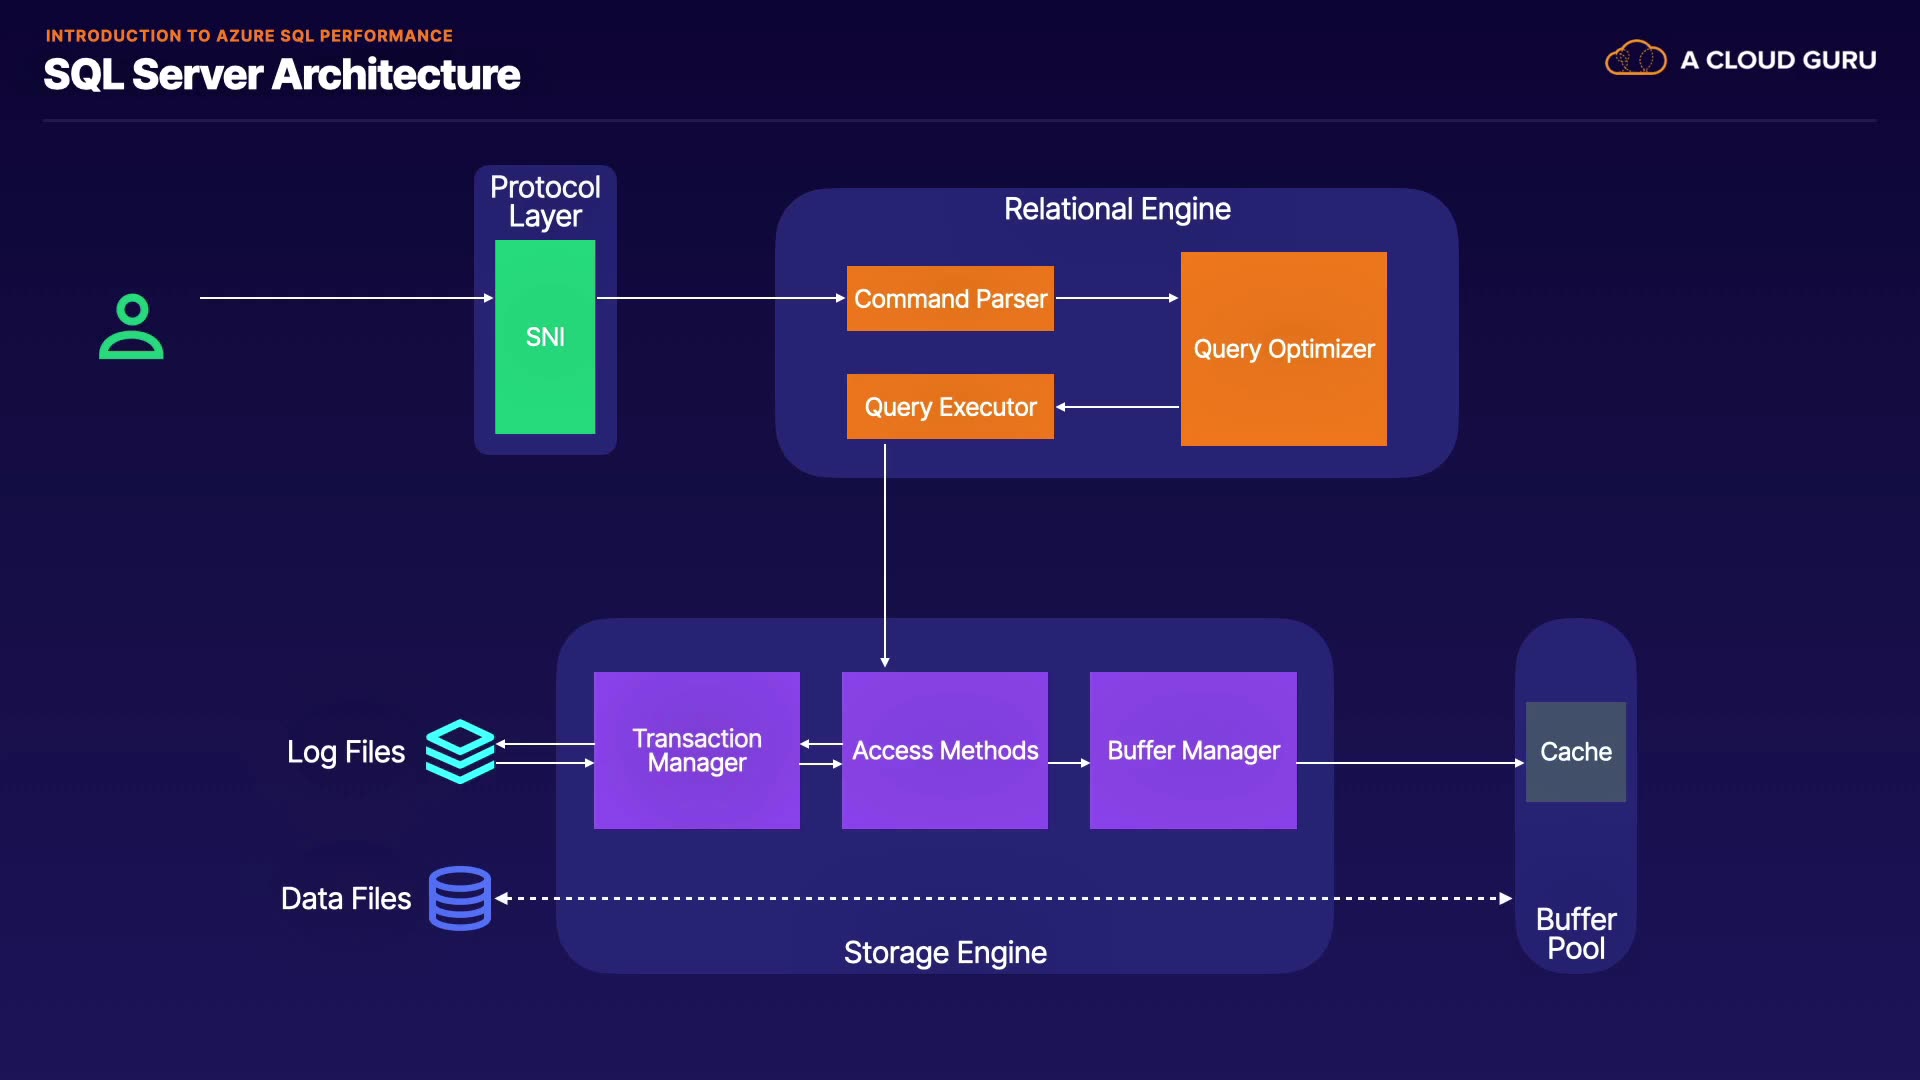 INTRODUCTION TO AZURE SQL PERFORMANCE
SQL Server Architecture
A CLOUD GURU
Protocol
Layer
SNI
Relational Engine
Command Parser
Query Optimizer
Query Executor
Transaction
Manager
Access Methods
Buffer Manager
Cache
Log Files
Data Files
Storage Engine
Buffer
Pool